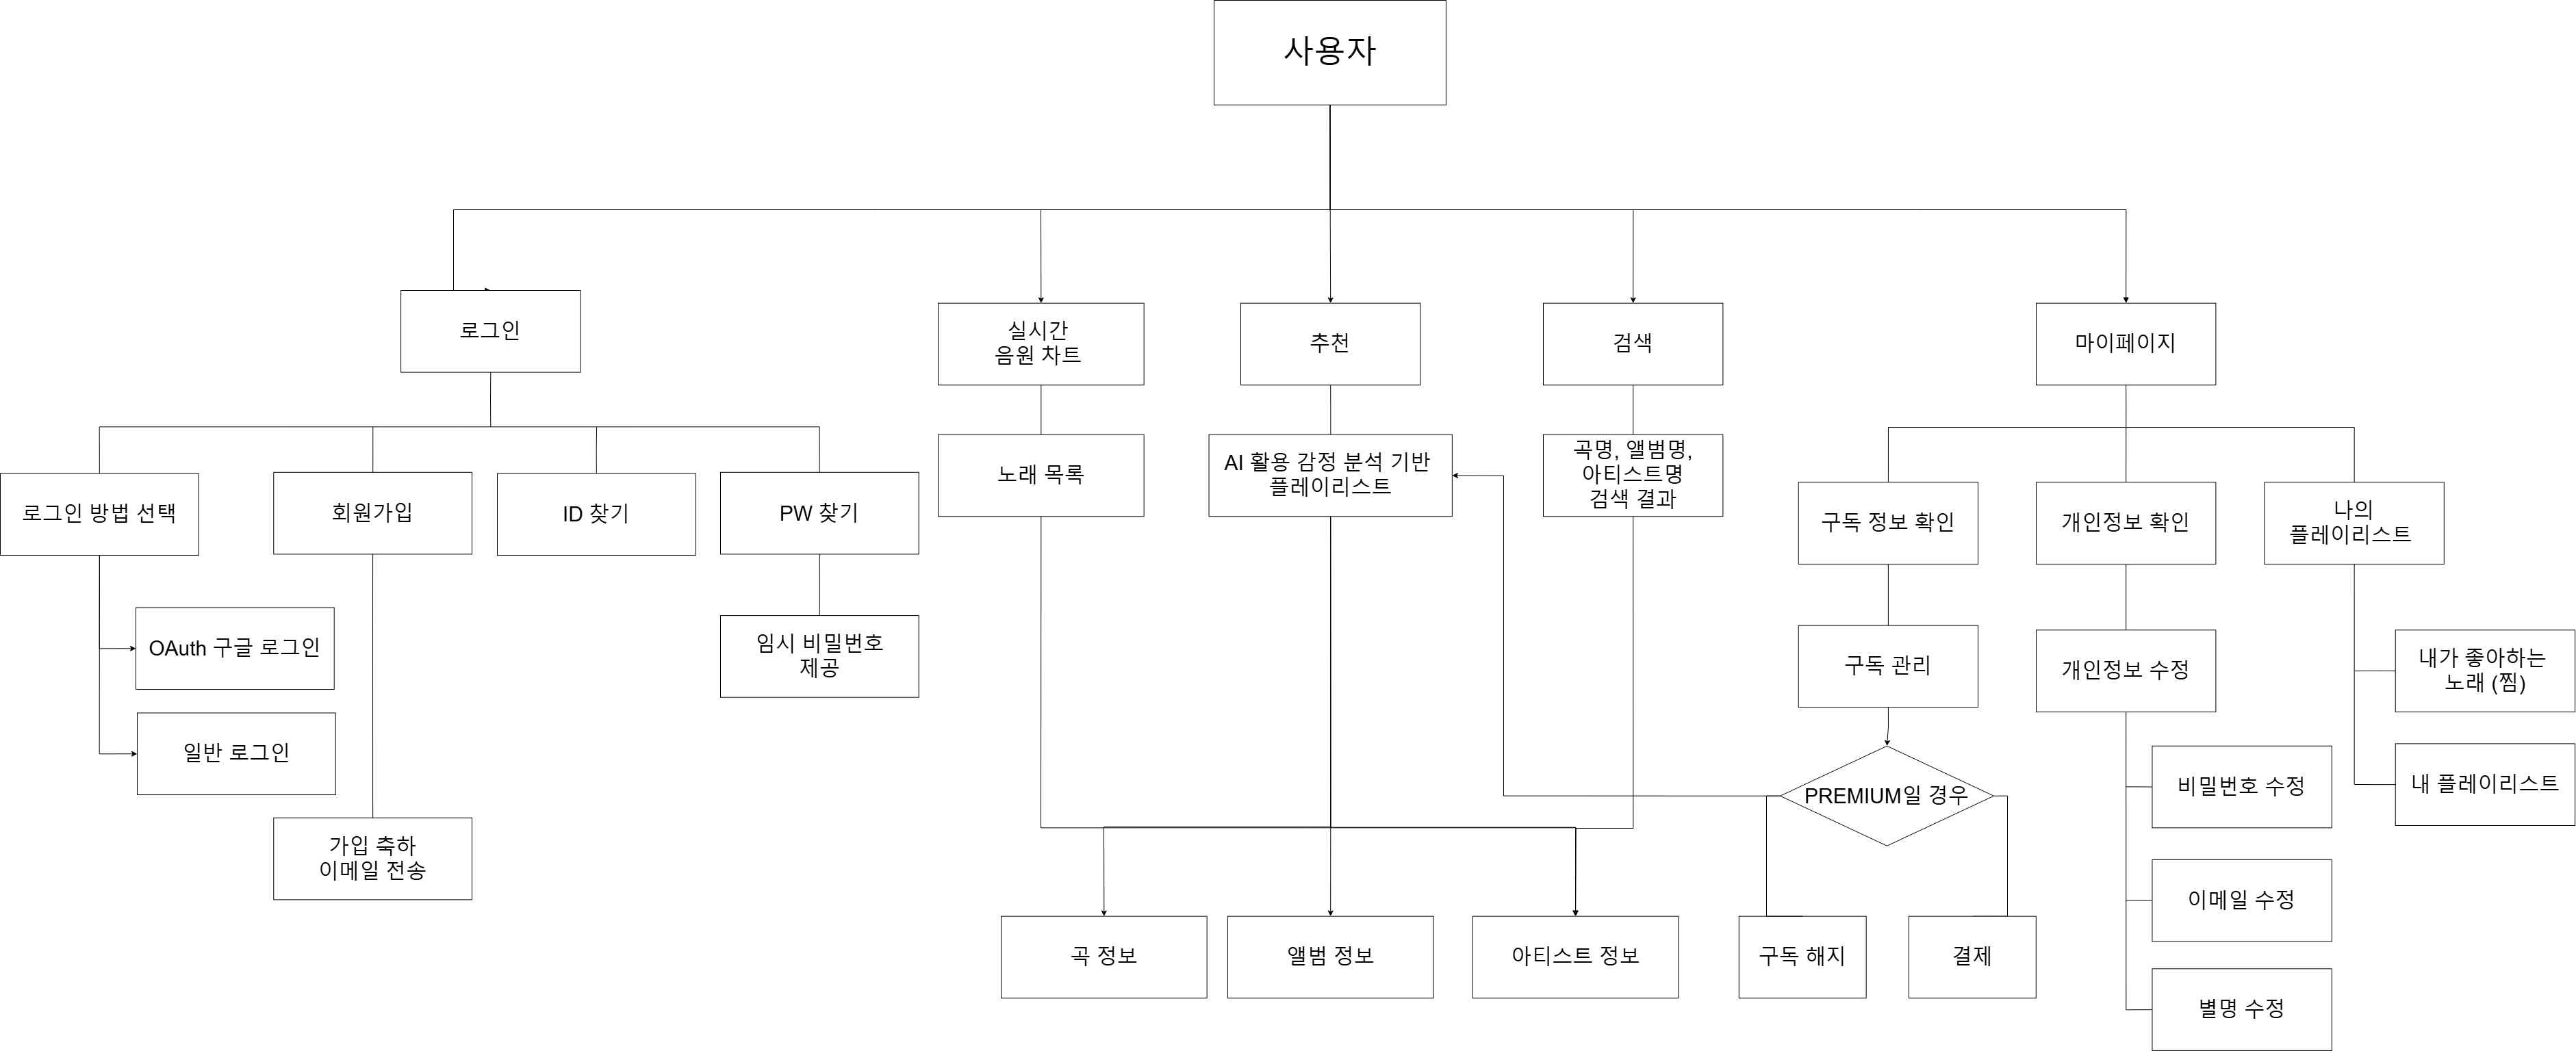 사용자
로그인
실시간
음원 차트
추천
검색
마이페이지
로그인 방법 선택
회원가입
ID 찾기
PW 찾기
노래 목록
AI 활용 감정 분석 기반
플레이리스트
곡명, 앨범명,
아티스트명
검색 결과
구독 정보 확인
개인정보 확인
나의
플레이리스트
OAuth 구글 로그인
일반 로그인
임시 비밀번호
제공
구독 관리
개인정보 수정
내가 좋아하는
노래 (찜)
내 플레이리스트
가입 축하
이메일 전송
PREMIUM일 경우
비밀번호 수정
이메일 수정
별명 수정
곡 정보
앨범 정보
아티스트 정보
구독 해지
결제